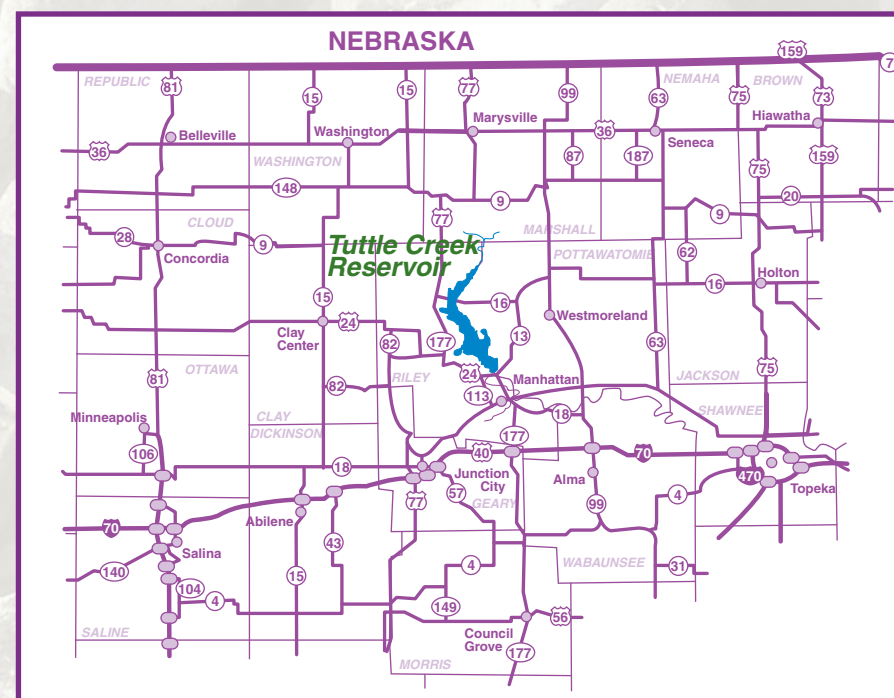 NEBRASKA
159
7
REPUBLIC
81
15
15
77
99
63
NEMAHA
75
BROWN
73
Belleville
Washington
Marysville
36
Seneca
Hiawatha
36
WASHINGTON
87
187
75
159
148
9
20
77
9
CLOUD
28
9
Concordia
MARSHALL
POTTAWATOMIE
62
Tuttle Creek
Reservoir
15
16
16
Holton
Clay
Center
24
177
13
Westmoreland
82
63
OTTAWA
81
82
RILEY
24
Manhattan
75
JACKSON
113
Minneapolis
CLAY
DICKINSON
18
SHAWNEE
106
177
18
40
70
Junction
City
Alma
470
Topeka
77
57
GEARY
99
4
70
Abilene
Salina
43
140
15
4
WABAUNSEE
31
104
4
149
Council
Grove
56
SALINE
MORRIS
177